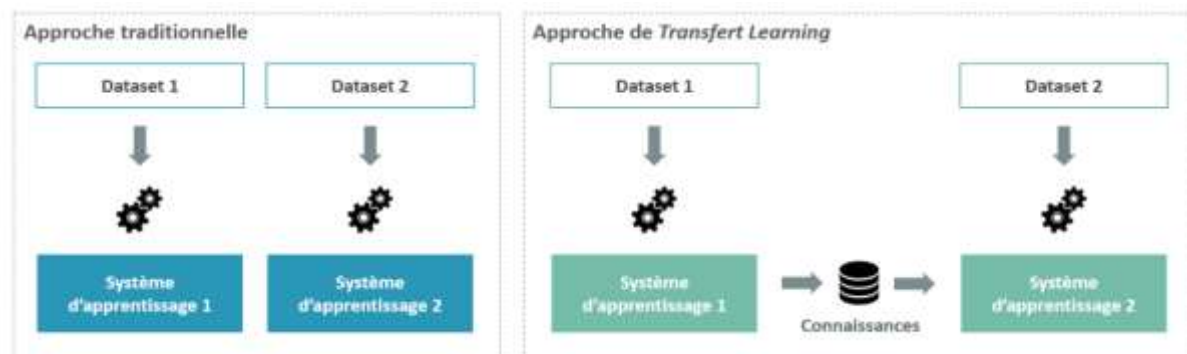 Approche traditionnelle
Dataset 1
Dataset 2
Système
d'apprentissage 1
Système
d'apprentissage 2
Approche de Transfert Learning
Dataset 1
Dataset 2
Système
d'apprentissage 1
Connaissances
Système
d'apprentissage 2